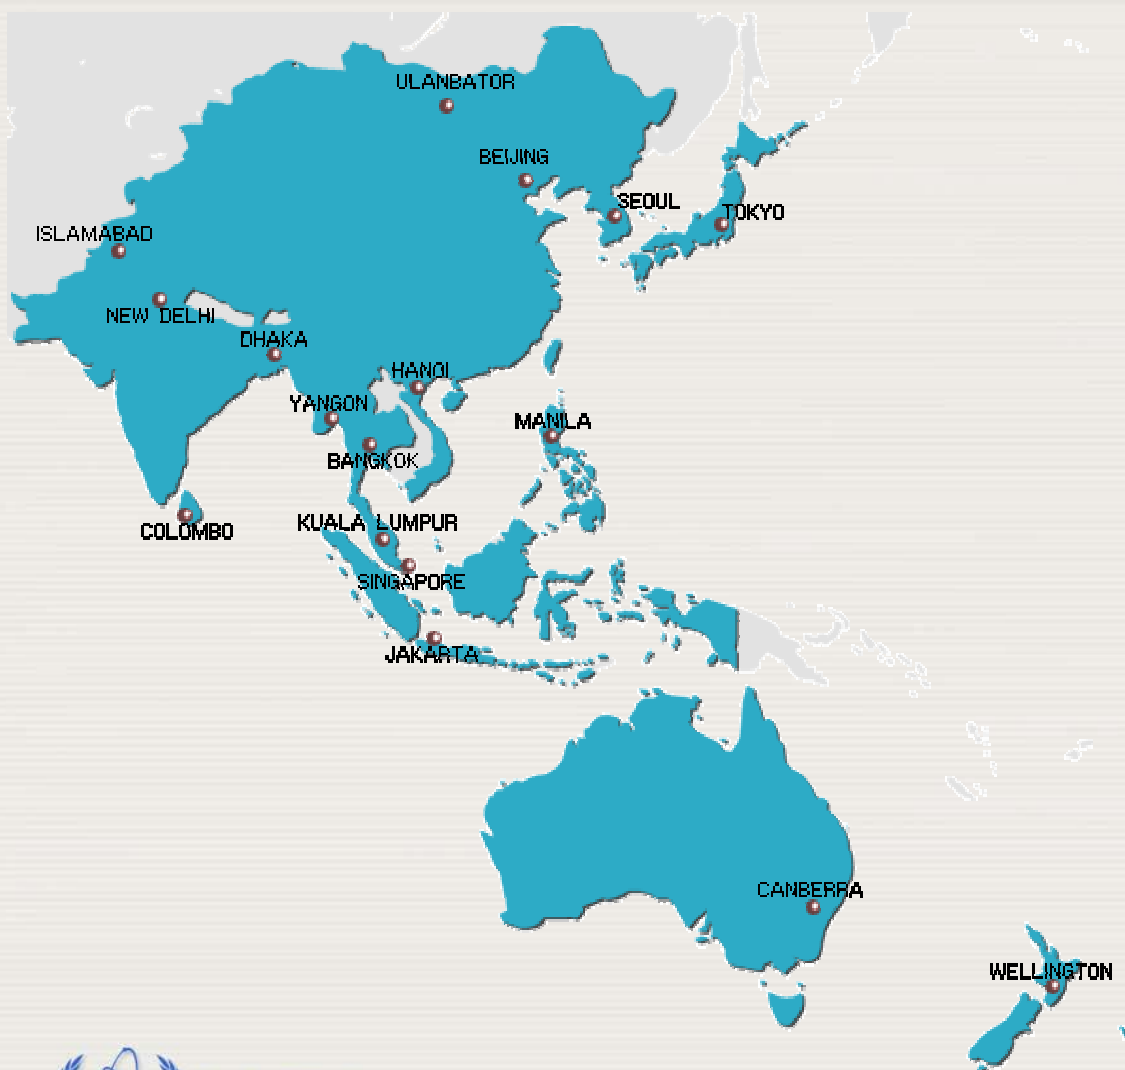 ULANBATOR
BEIJING
SEOUL
TOKYO
ISLAMABAD
NEW DELHI
DHAKA
HANOI
YANGON
MANILA
BANGKOK
KUALA LUMPUR
COLOMBO
SINGAPORE
JAKARTA
CANBERRA
WELLINGTON